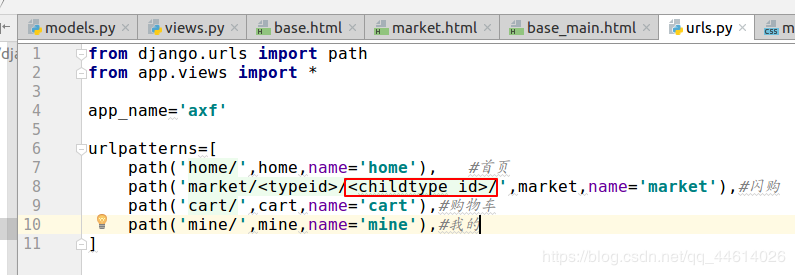 models.py × views.py × base.html × market.html × base_main.html × urls.py × m
/dja
1 from django.urls import path
2 from app.views import *
3
4 app_name='axf'
5
6 urlpatterns=[
7 path('home/',home,name='home'), #首页
8 path('market/<typeid>/<childtype id>/',market,name='market'),#闪购
9 path('cart/',cart,name='cart'),#购物车
10 path('mine/',mine,name='mine'),#我的
11 ]
https://blog.csdn.net/qq_44614026